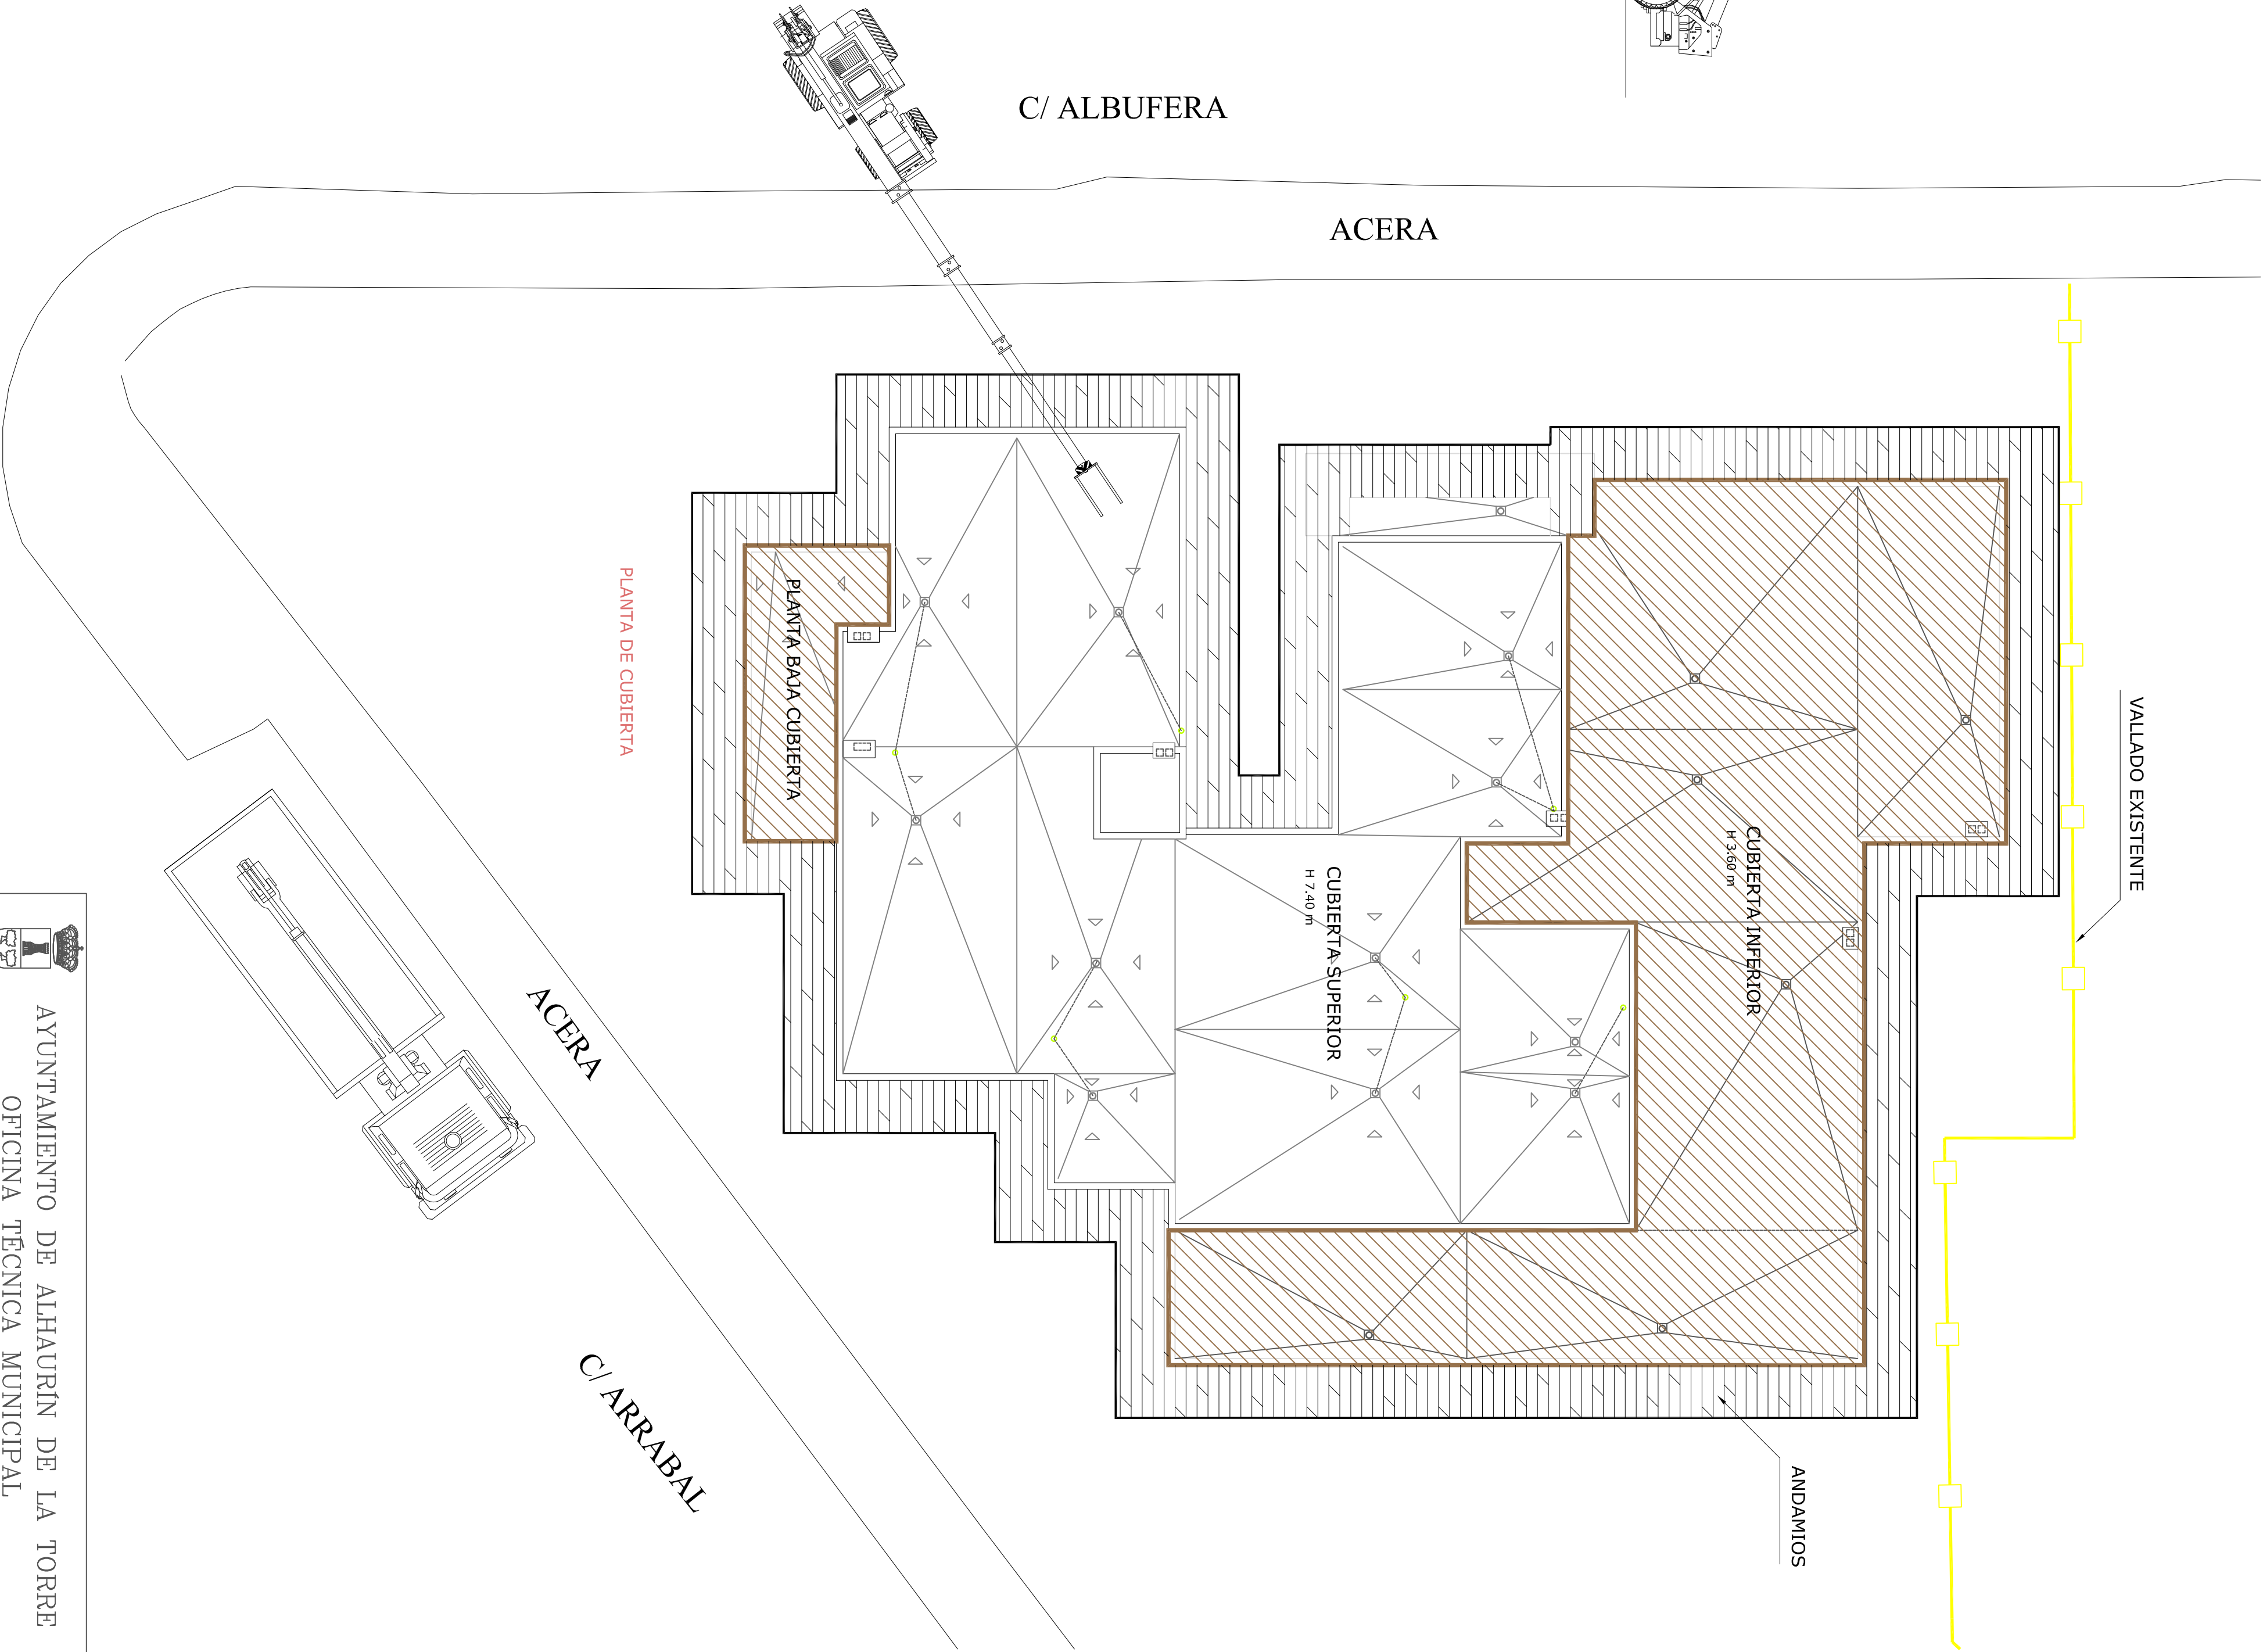 C/ ALBUFERA
ACERA
VALLADO EXISTENTE
PLANTA DE CUBIERTA
PLANTA BAJA CUBIERTA
CUBIERTA INFERIOR
H 3.60 m
CUBIERTA SUPERIOR
H 7.40 m
ACERA
C/ ARRABAL
ANDAMIOS
AYUNTAMIENTO DE ALHAURÍN DE LA TORRE
OFICINA TÉCNICA MUNICIPAL